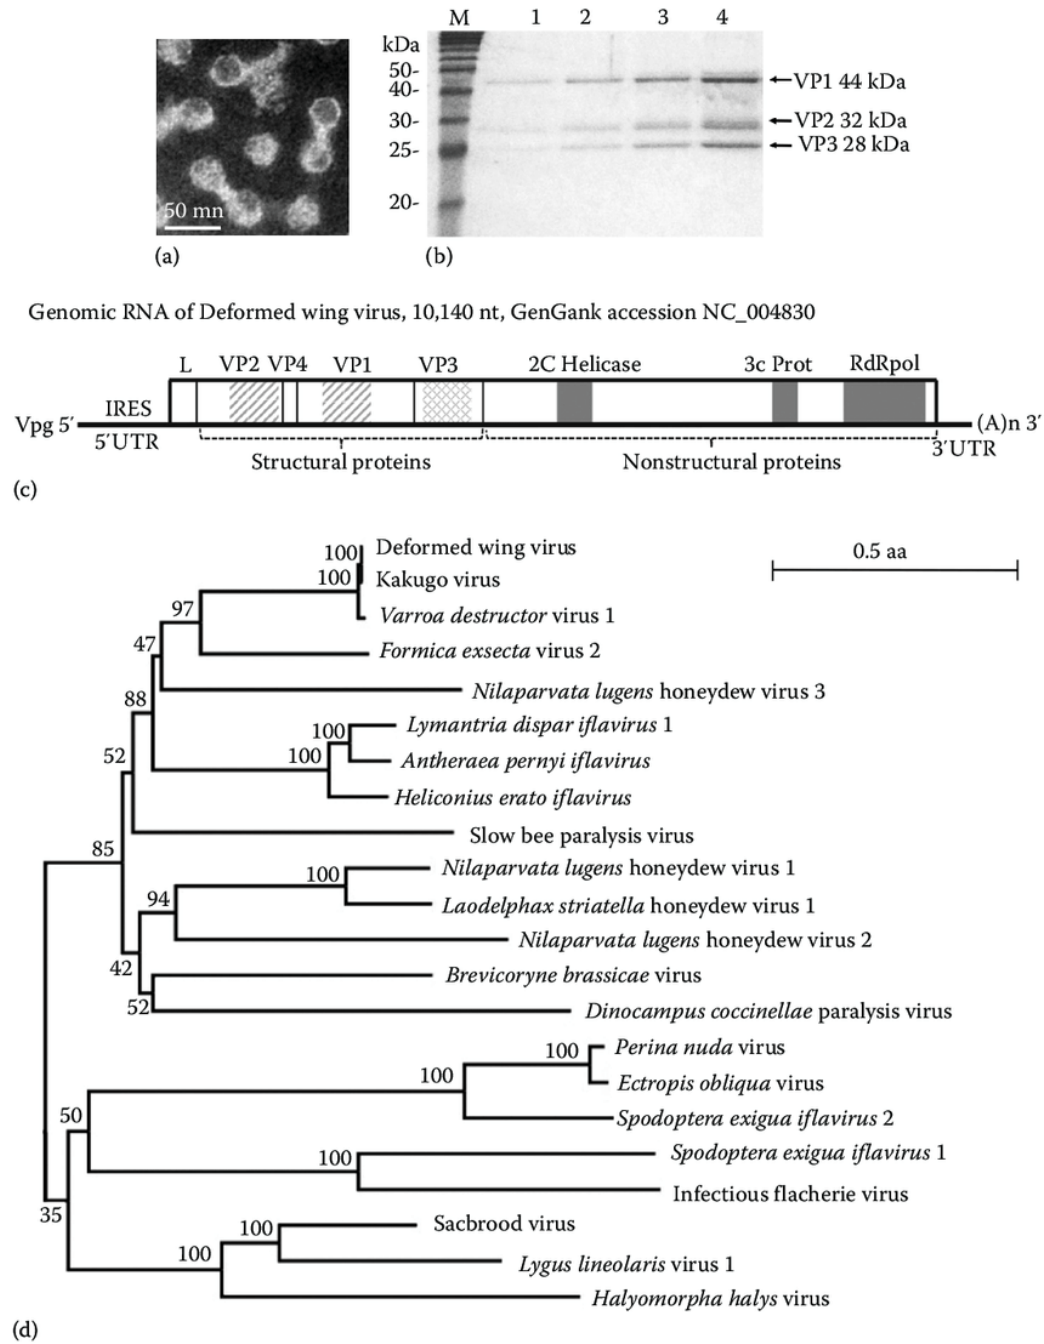 M 1 2 3 4
kDa
50-
40-
30-
25-
20-
VP1 44 kDa
VP2 32 kDa
VP3 28 kDa
50 mn
(a)
(b)
Genomic RNA of Deformed wing virus, 10,140 nt, GenGank accession NC_004830
L VP2 VP4 VP1 VP3 2C Helicase 3c Prot RdRpol
IRES
Vpg 5′
(A)n 3′
5′UTR
3′UTR
Structural proteins
Nonstructural proteins
(c)
0.5 aa
100 Deformed wing virus
100 Kakugo virus
97 Varroa destructor virus 1
47 Formica exsecta virus 2
Nilaparvata lugens honeydew virus 3
88
100 Lymantria dispar iflavirus 1
52 100 Antheraea pernyi iflavirus
Heliconius erato iflavirus
Slow bee paralysis virus
85
100 Nilaparvata lugens honeydew virus 1
94 Laodelphax striatella honeydew virus 1
Nilaparvata lugens honeydew virus 2
42 Brevicoryne brassicae virus
52 Dinocampus coccinellae paralysis virus
100 Perina nuda virus
100 Ectropis obliqua virus
50 Spodoptera exigua iflavirus 2
100 Spodoptera exigua iflavirus 1
Infectious flacherie virus
35
100 Sacbrood virus
100 Lygus lineolaris virus 1
Halyomorpha halys virus
(d)